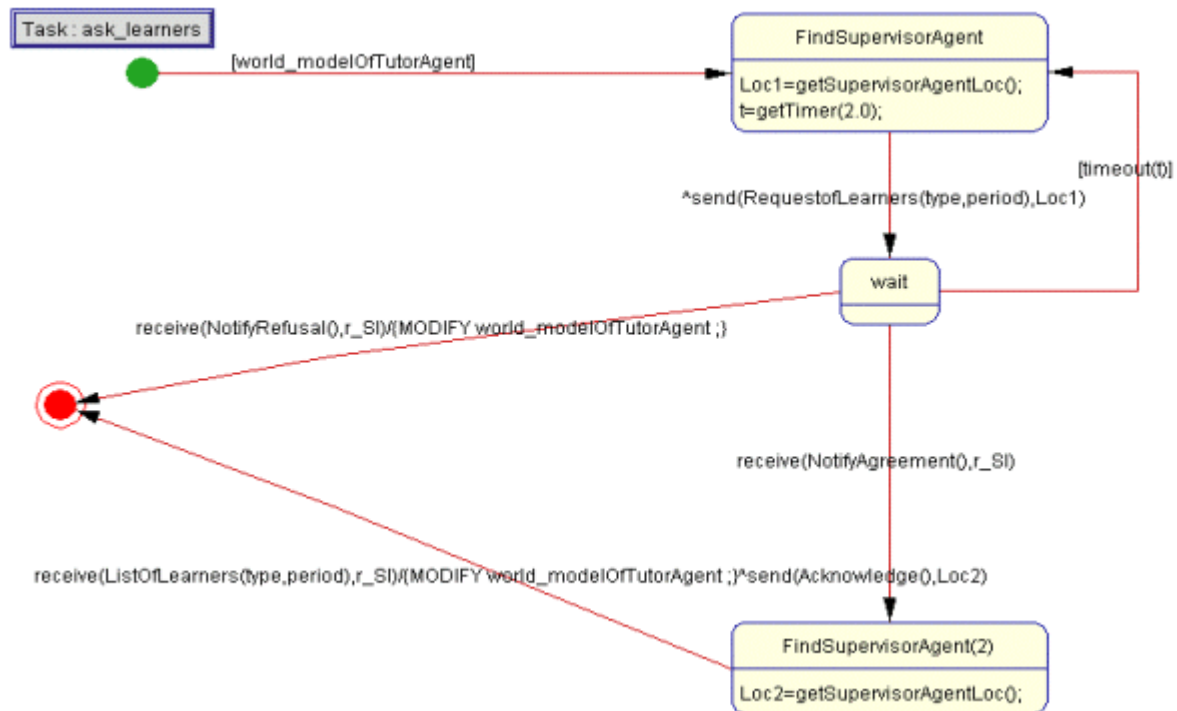 Task : ask_learners
FindSupervisorAgent
[world_modelOfTutorAgent]
Loc1=getSupervisorAgentLoc();
t=getTimer(2.0);
[timeout(t)]
^send(RequestofLearners(type,period),Loc1)
wait
receive(NotifyRefusal(),r_SI)/{MODIFY world_modelOfTutorAgent ;}
receive(NotifyAgreement(),r_SI)
receive(ListOfLearners(type,period),r_SI)/{MODIFY world_modelOfTutorAgent ;}^send(Acknowledge(),Loc2)
FindSupervisorAgent(2)
Loc2=getSupervisorAgentLoc();